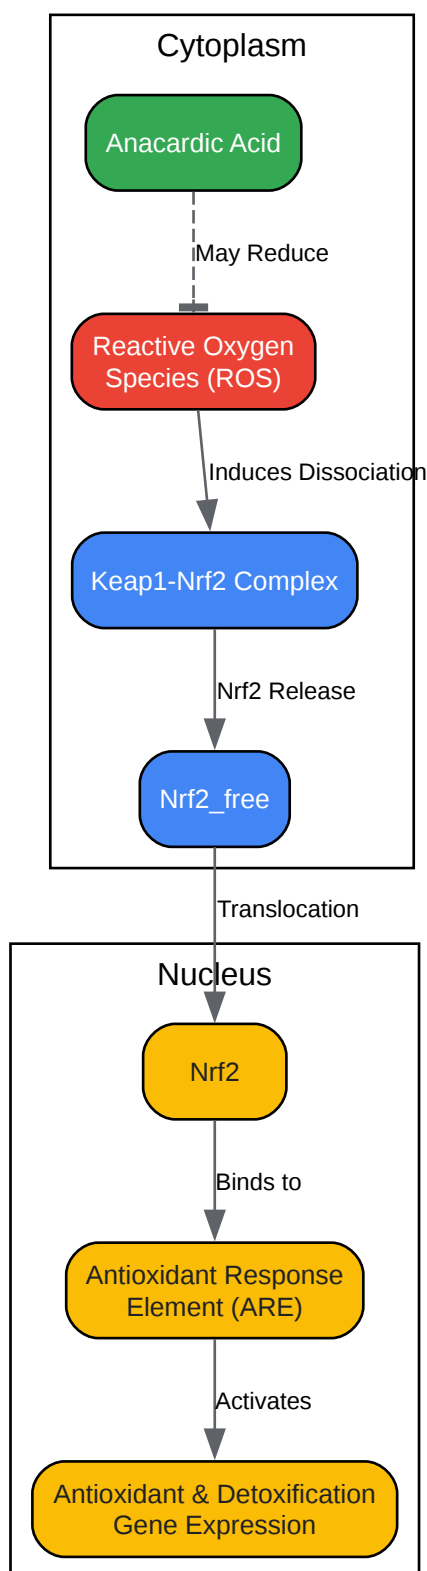 Cytoplasm
Anacardic Acid
May Reduce
Reactive Oxygen
Species (ROS)
Induces Dissociation
Keap1-Nrf2 Complex
Nrf2 Release
Nrf2_free
Translocation
Nucleus
Nrf2
Binds to
Antioxidant Response
Element (ARE)
Activates
Antioxidant & Detoxification
Gene Expression